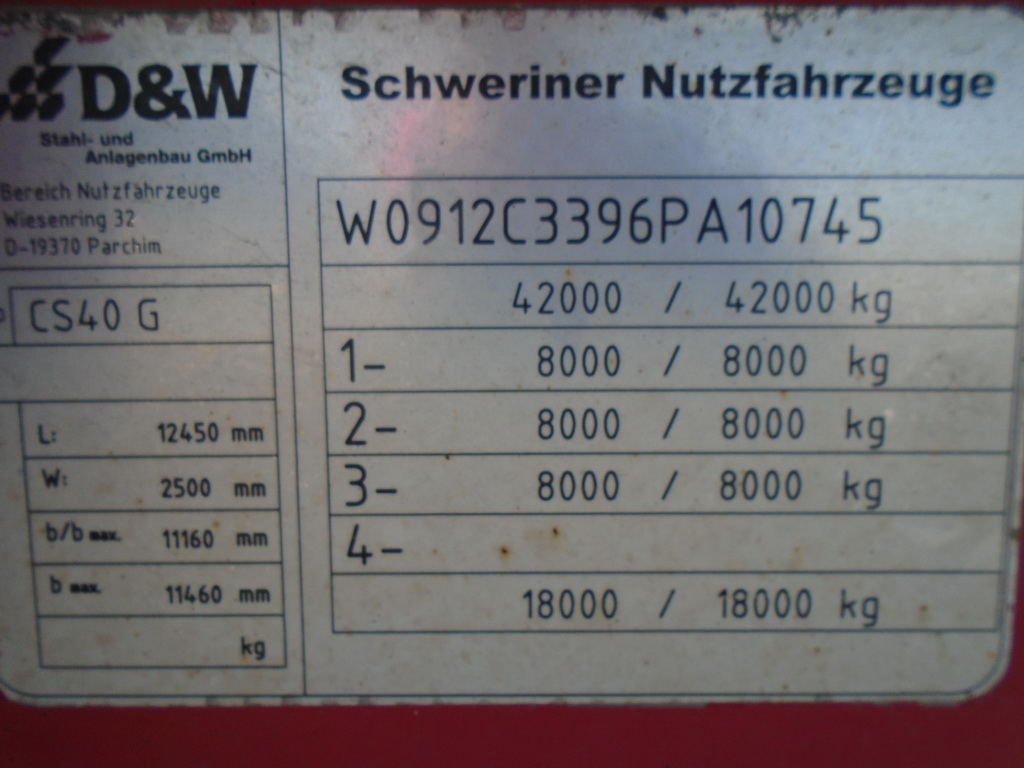 D&W
Stahl- und
Anlagenbau GmbH
Bereich Nutzfahrzeuge
Wiesenring 32
D-19370 Parchim
CS40 G
L: 12450 mm
W: 2500 mm
b/b max. 11160 mm
b max. 11460 mm
kg
Schweriner Nutzfahrzeuge
W0912C3396PA10745
42000 / 42000 kg
1- 8000 / 8000 kg
2- 8000 / 8000 kg
3- 8000 / 8000 kg
4-
18000 / 18000 kg